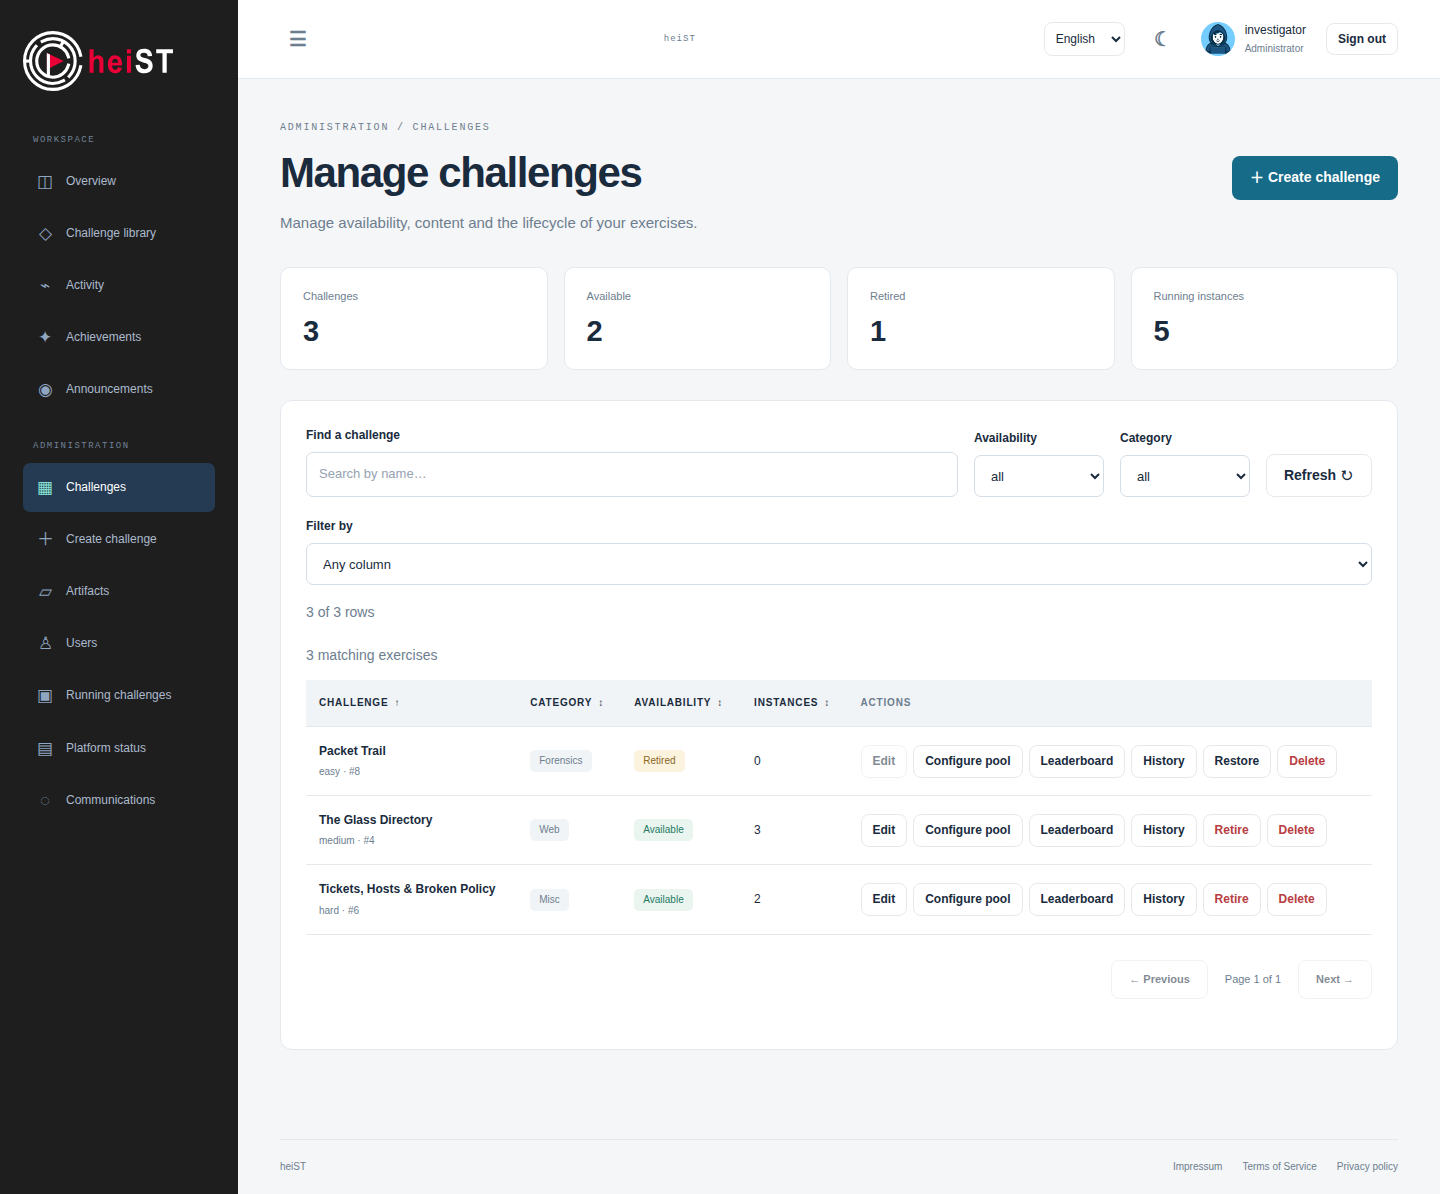 heiST
WORKSPACE
Overview
Challenge library
Activity
Achievements
Announcements
ADMINISTRATION
Challenges
Create challenge
Artifacts
Users
Running challenges
Platform status
Communications
heiST
English
investigator
Administrator
Sign out
ADMINISTRATION / CHALLENGES
Manage challenges
+ Create challenge
Manage availability, content and the lifecycle of your exercises.
Challenges
3
Available
2
Retired
1
Running instances
5
Find a challenge
Search by name…
Availability
all
Category
all
Refresh ↻
Filter by
Any column
3 of 3 rows
3 matching exercises
CHALLENGE ↑ CATEGORY ↕ AVAILABILITY ↕ INSTANCES ↕ ACTIONS
Packet Trail
easy · #8
Forensics Retired 0 Edit Configure pool Leaderboard History Restore Delete
The Glass Directory
medium · #4
Web Available 3 Edit Configure pool Leaderboard History Retire Delete
Tickets, Hosts & Broken Policy
hard · #6
Misc Available 2 Edit Configure pool Leaderboard History Retire Delete
← Previous Page 1 of 1 Next →
heiST Impressum Terms of Service Privacy policy